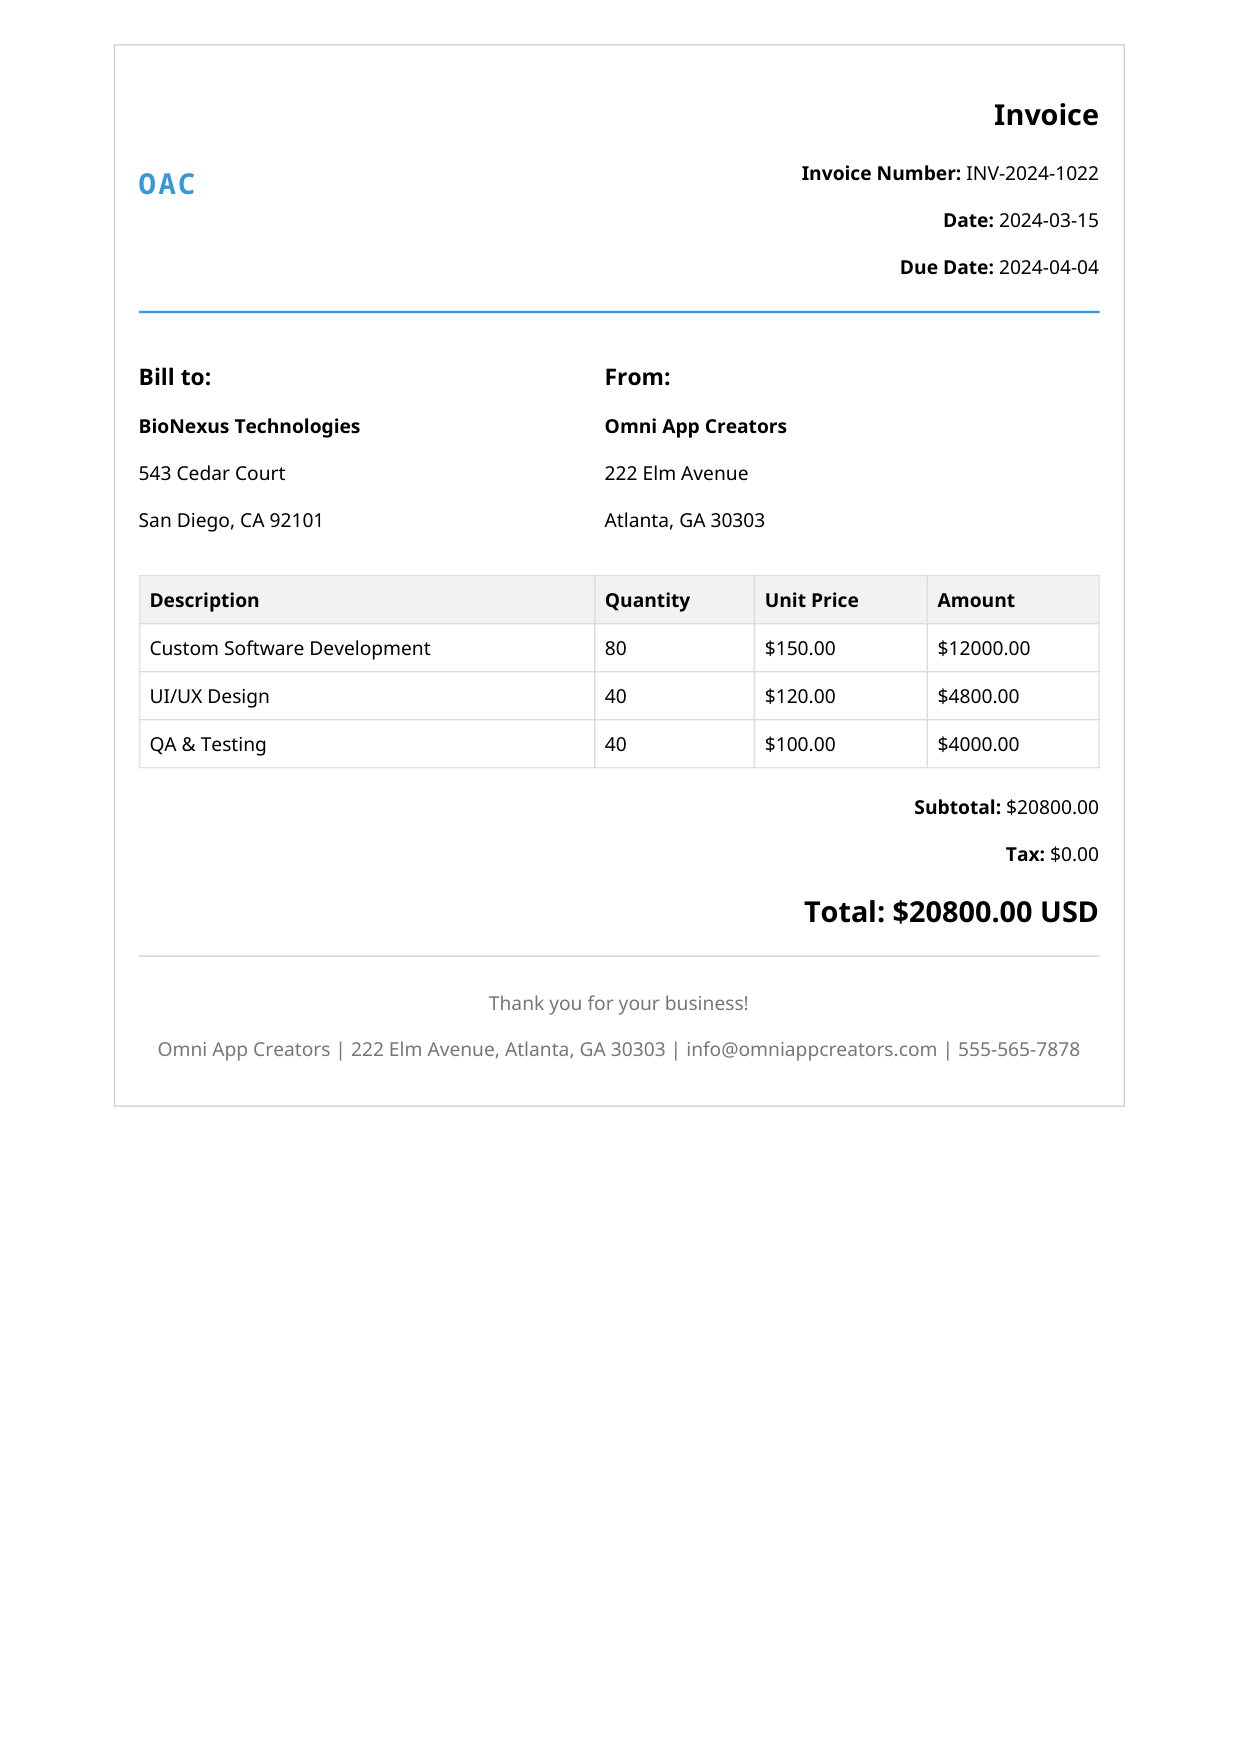 Invoice
OAC
Invoice Number: INV-2024-1022
Date: 2024-03-15
Due Date: 2024-04-04
Bill to:
BioNexus Technologies
543 Cedar Court
San Diego, CA 92101
From:
Omni App Creators
222 Elm Avenue
Atlanta, GA 30303
Description Quantity Unit Price Amount
Custom Software Development 80 $150.00 $12000.00
UI/UX Design 40 $120.00 $4800.00
QA & Testing 40 $100.00 $4000.00
Subtotal: $20800.00
Tax: $0.00
Total: $20800.00 USD
Thank you for your business!
Omni App Creators | 222 Elm Avenue, Atlanta, GA 30303 | info@omniappcreators.com | 555-565-7878